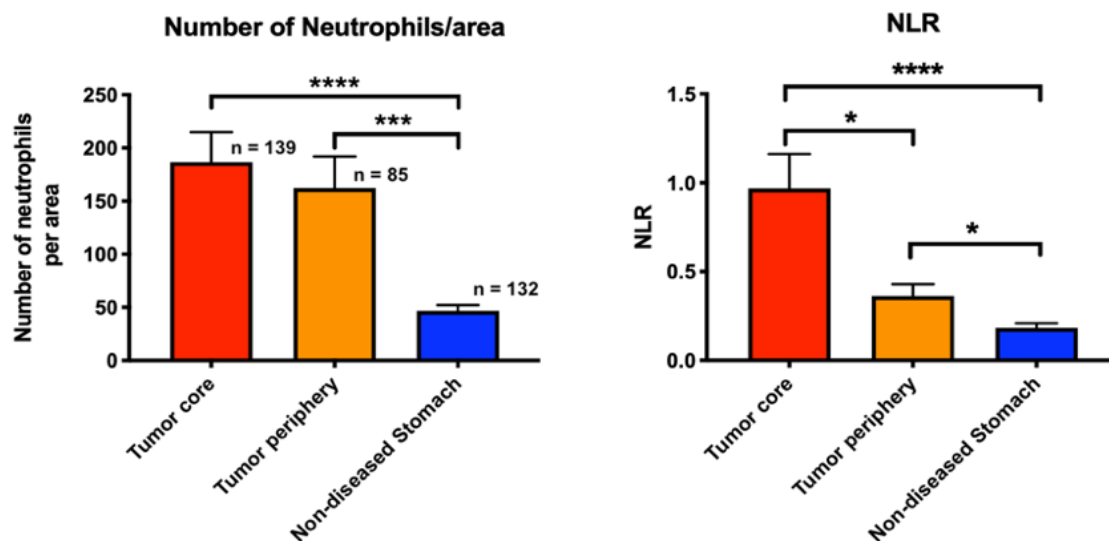 Number of Neutrophils/area
****
***
250
200
150
100
50
0
Number of neutrophils
per area
n = 139
n = 85
n = 132
Tumor core
Tumor periphery
Non-diseased Stomach
NLR
****
*
*
1.5
1.0
0.5
0.0
NLR
Tumor core
Tumor periphery
Non-diseased Stomach